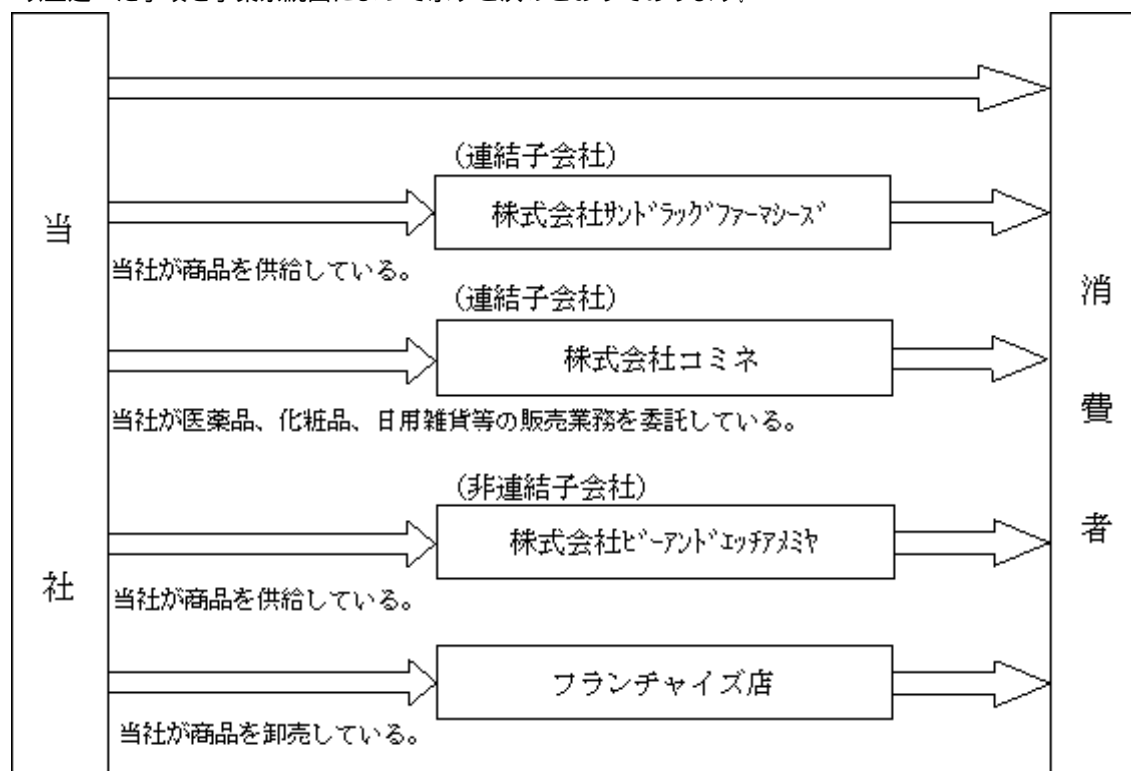 当社
(連結子会社)
株式会社ｻﾝﾄﾞﾗｯｸﾞﾌｧｰﾏｼｰｽﾞ
当社が商品を供給している。
(連結子会社)
株式会社コミネ
当社が医薬品、化粧品、日用雑貨等の販売業務を委託している。
(非連結子会社)
株式会社ﾋﾞｰｱﾝﾄﾞｴｯﾁｱﾒﾐﾔ
当社が商品を供給している。
フランチャイズ店
当社が商品を卸売している。
消費者